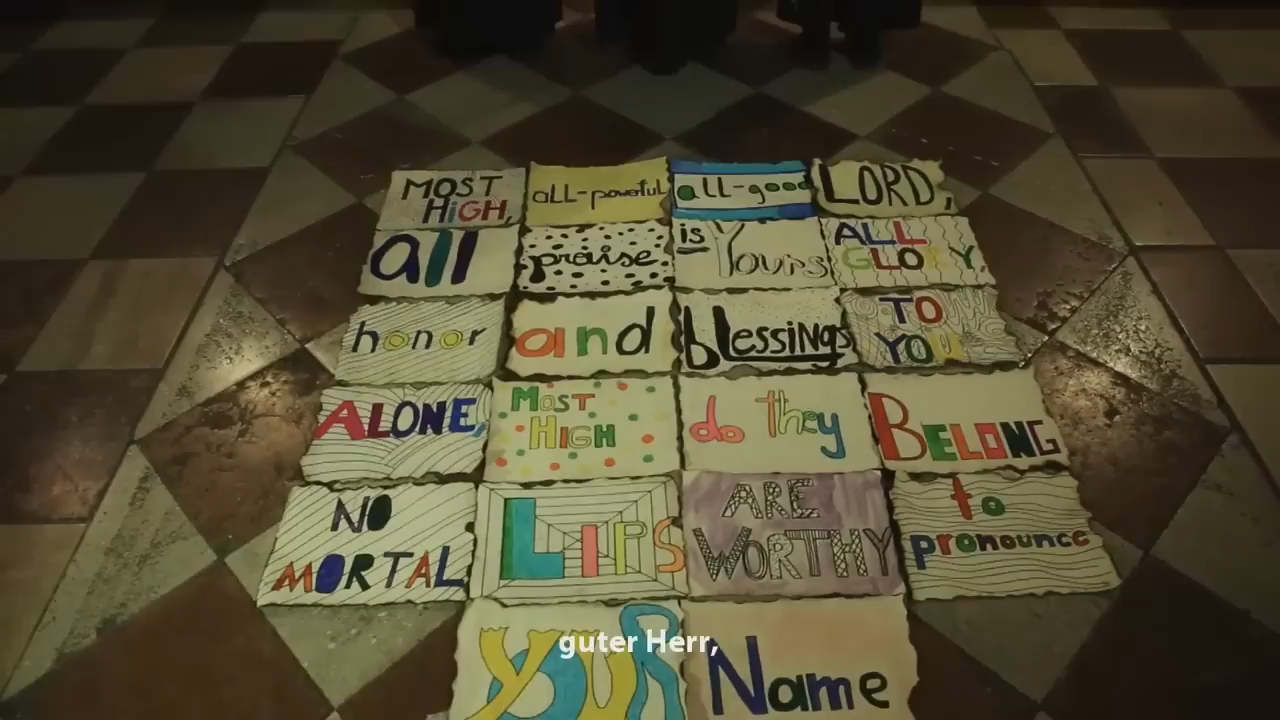 MOST HIGH, all-powerful all-good LORD,
all praise is Yours ALL GLORY,
honor and blessings TO YOU
ALONE, MOST HIGH do they BELONG
NO MORTAL LIPS ARE WORTHY to pronounce
YOUR Name
guter Herr,